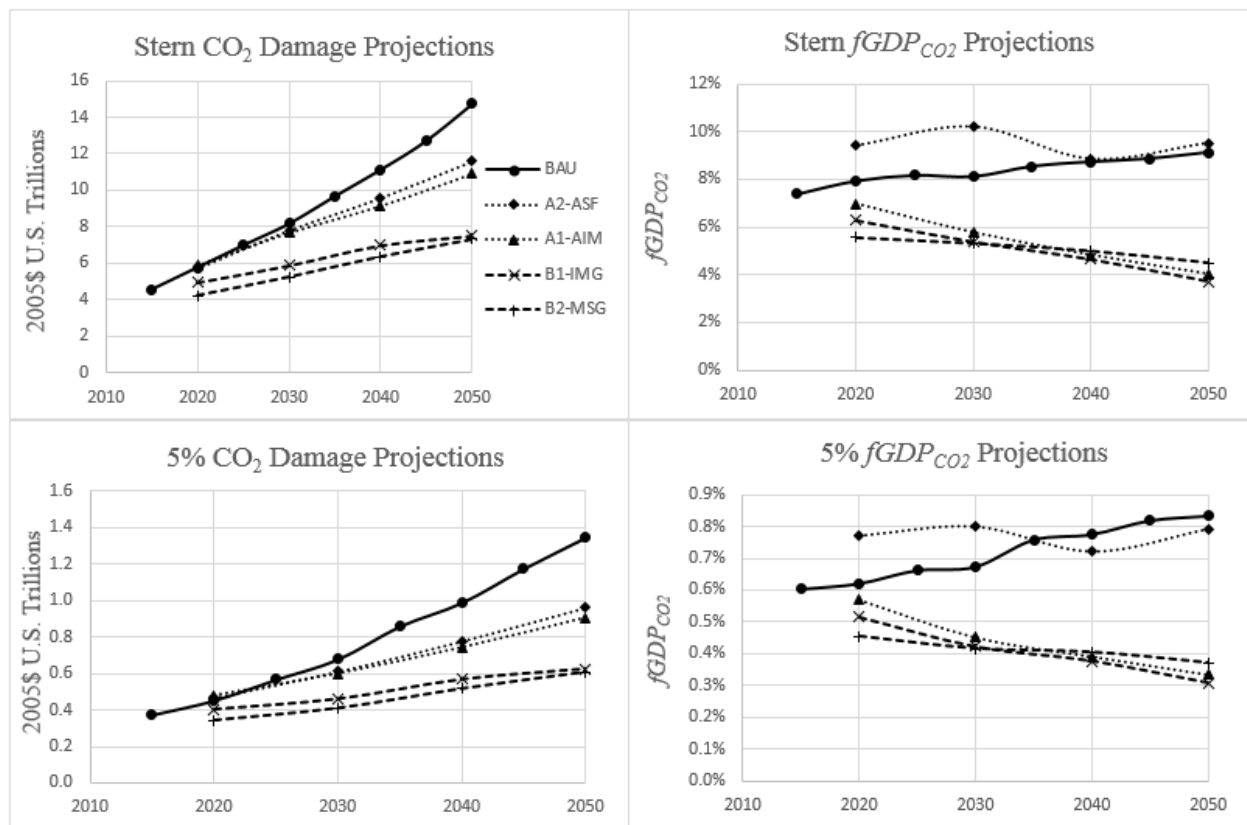 Stern CO₂ Damage Projections
2005$ U.S. Trillions
16
14
12
10
8
6
4
2
0
2010 2020 2030 2040 2050
BAU
A2-ASF
A1-AIM
B1-IMG
B2-MSG
Stern fGDP_CO2 Projections
fGDP_CO2
12%
10%
8%
6%
4%
2%
0%
2010 2020 2030 2040 2050
5% CO₂ Damage Projections
2005$ U.S. Trillions
1.6
1.4
1.2
1.0
0.8
0.6
0.4
0.2
0.0
2010 2020 2030 2040 2050
5% fGDP_CO2 Projections
fGDP_CO2
0.9%
0.8%
0.7%
0.6%
0.5%
0.4%
0.3%
0.2%
0.1%
0.0%
2010 2020 2030 2040 2050